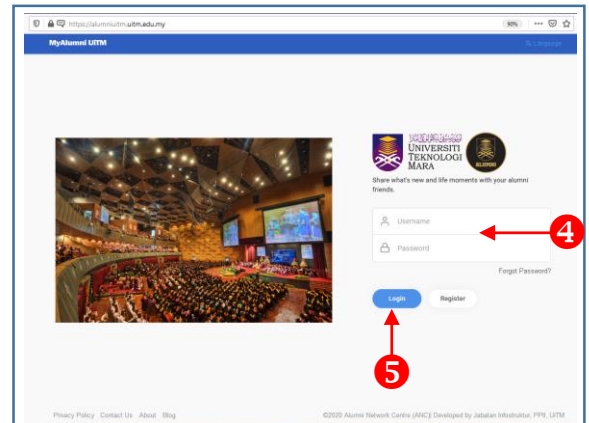 https://alumniuitm.uitm.edu.my
90%
MyAlumni UiTM
Language
UNIVERSITI
TEKNOLOGI
MARA
ALUMNI
Share what's new and life moments with your alumni
friends.
Username
4
Password
Forgot Password?
Login
Register
5
Privacy Policy Contact Us About Blog
©2020 Alumni Network Centre (ANC)| Developed by Jabatan Infostruktur, PPII, UiTM